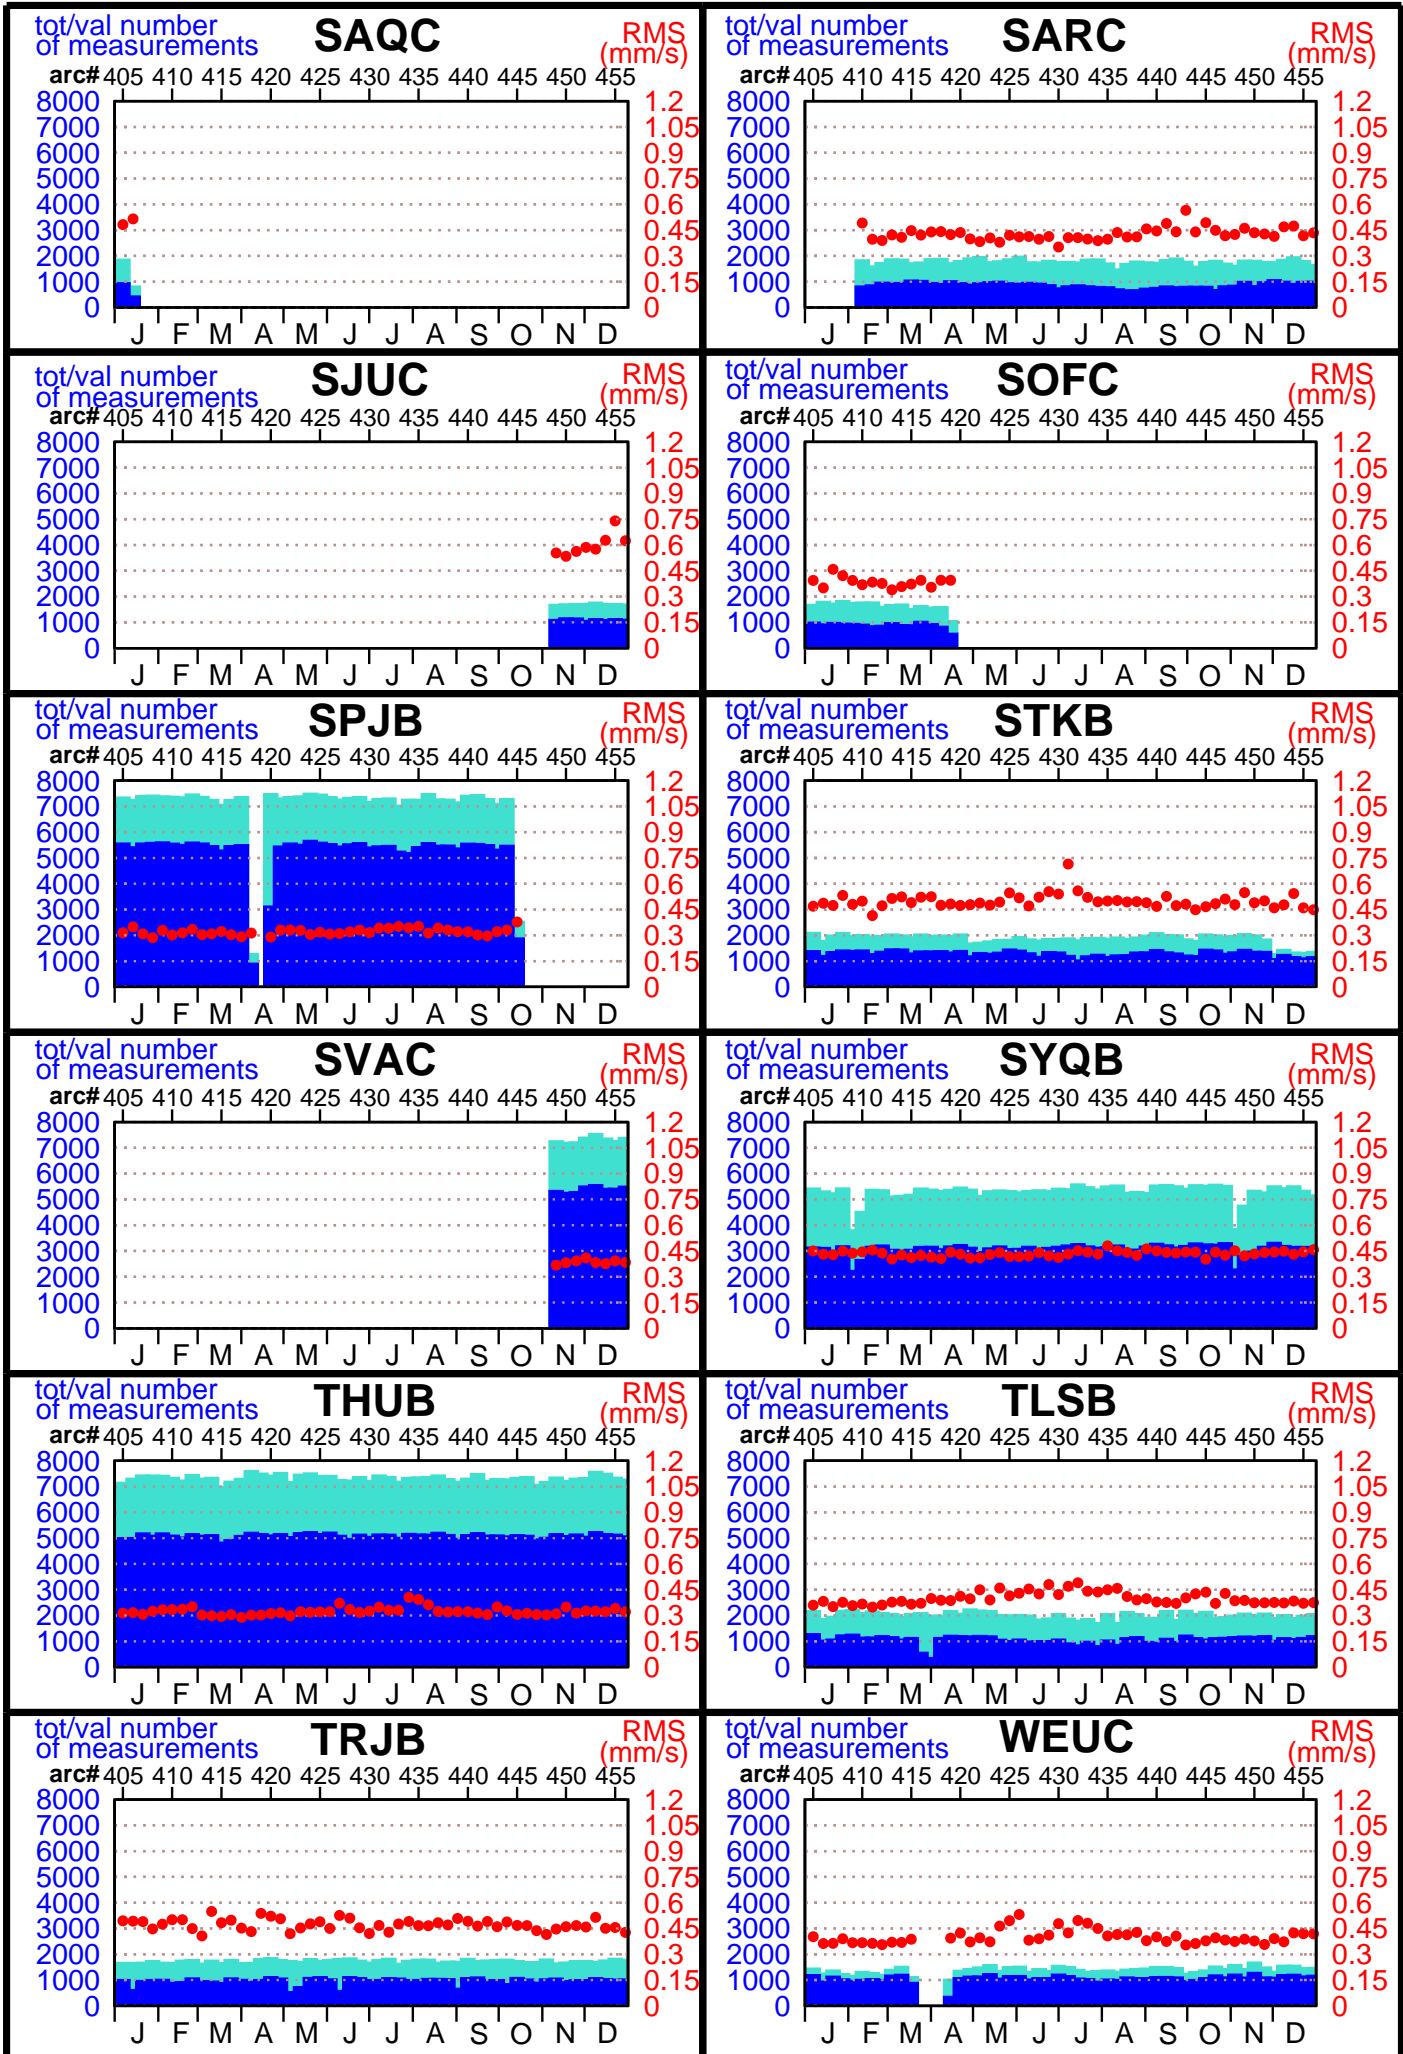 tot/val number SAQC RMS
of measurements (mm/s)
arc# 405 410 415 420 425 430 435 440 445 450 455
8000 1.2
7000 1.05
6000 0.9
5000 0.75
4000 0.6
3000 0.45
2000 0.3
1000 0.15
0 0
J F M A M J J A S O N D
tot/val number SARC RMS
of measurements (mm/s)
arc# 405 410 415 420 425 430 435 440 445 450 455
8000 1.2
7000 1.05
6000 0.9
5000 0.75
4000 0.6
3000 0.45
2000 0.3
1000 0.15
0 0
J F M A M J J A S O N D
tot/val number SJUC RMS
of measurements (mm/s)
arc# 405 410 415 420 425 430 435 440 445 450 455
8000 1.2
7000 1.05
6000 0.9
5000 0.75
4000 0.6
3000 0.45
2000 0.3
1000 0.15
0 0
J F M A M J J A S O N D
tot/val number SOFC RMS
of measurements (mm/s)
arc# 405 410 415 420 425 430 435 440 445 450 455
8000 1.2
7000 1.05
6000 0.9
5000 0.75
4000 0.6
3000 0.45
2000 0.3
1000 0.15
0 0
J F M A M J J A S O N D
tot/val number SPJB RMS
of measurements (mm/s)
arc# 405 410 415 420 425 430 435 440 445 450 455
8000 1.2
7000 1.05
6000 0.9
5000 0.75
4000 0.6
3000 0.45
2000 0.3
1000 0.15
0 0
J F M A M J J A S O N D
tot/val number STKB RMS
of measurements (mm/s)
arc# 405 410 415 420 425 430 435 440 445 450 455
8000 1.2
7000 1.05
6000 0.9
5000 0.75
4000 0.6
3000 0.45
2000 0.3
1000 0.15
0 0
J F M A M J J A S O N D
tot/val number SVAC RMS
of measurements (mm/s)
arc# 405 410 415 420 425 430 435 440 445 450 455
8000 1.2
7000 1.05
6000 0.9
5000 0.75
4000 0.6
3000 0.45
2000 0.3
1000 0.15
0 0
J F M A M J J A S O N D
tot/val number SYQB RMS
of measurements (mm/s)
arc# 405 410 415 420 425 430 435 440 445 450 455
8000 1.2
7000 1.05
6000 0.9
5000 0.75
4000 0.6
3000 0.45
2000 0.3
1000 0.15
0 0
J F M A M J J A S O N D
tot/val number THUB RMS
of measurements (mm/s)
arc# 405 410 415 420 425 430 435 440 445 450 455
8000 1.2
7000 1.05
6000 0.9
5000 0.75
4000 0.6
3000 0.45
2000 0.3
1000 0.15
0 0
J F M A M J J A S O N D
tot/val number TLSB RMS
of measurements (mm/s)
arc# 405 410 415 420 425 430 435 440 445 450 455
8000 1.2
7000 1.05
6000 0.9
5000 0.75
4000 0.6
3000 0.45
2000 0.3
1000 0.15
0 0
J F M A M J J A S O N D
tot/val number TRJB RMS
of measurements (mm/s)
arc# 405 410 415 420 425 430 435 440 445 450 455
8000 1.2
7000 1.05
6000 0.9
5000 0.75
4000 0.6
3000 0.45
2000 0.3
1000 0.15
0 0
J F M A M J J A S O N D
tot/val number WEUC RMS
of measurements (mm/s)
arc# 405 410 415 420 425 430 435 440 445 450 455
8000 1.2
7000 1.05
6000 0.9
5000 0.75
4000 0.6
3000 0.45
2000 0.3
1000 0.15
0 0
J F M A M J J A S O N D